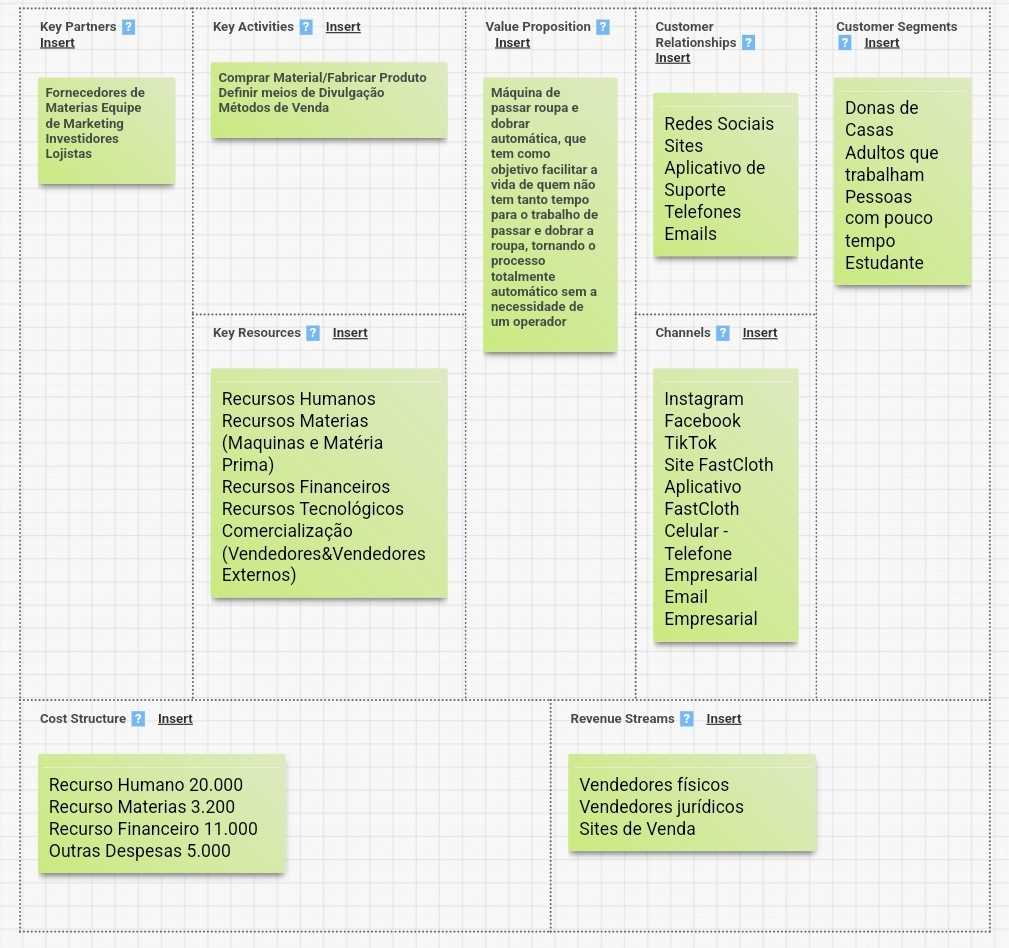 Key Partners ?
Insert
Fornecedores de
Materias Equipe
de Marketing
Investidores
Lojistas
Key Activities ? Insert
Comprar Material/Fabricar Produto
Definir meios de Divulgação
Métodos de Venda
Key Resources ? Insert
Recursos Humanos
Recursos Materias
(Maquinas e Matéria
Prima)
Recursos Financeiros
Recursos Tecnológicos
Comercialização
(Vendedores&Vendedores
Externos)
Value Proposition ?
Insert
Máquina de
passar roupa e
dobrar
automática, que
tem como
objetivo facilitar a
vida de quem não
tem tanto tempo
para o trabalho de
passar e dobrar a
roupa, tornando o
processo
totalmente
automático sem a
necessidade de
um operador
Customer
Relationships ?
Insert
Redes Sociais
Sites
Aplicativo de
Suporte
Telefones
Emails
Channels ? Insert
Instagram
Facebook
TikTok
Site FastCloth
Aplicativo
FastCloth
Celular -
Telefone
Empresarial
Email
Empresarial
Customer Segments
? Insert
Donas de
Casas
Adultos que
trabalham
Pessoas
com pouco
tempo
Estudante
Cost Structure ? Insert
Recurso Humano 20.000
Recurso Materias 3.200
Recurso Financeiro 11.000
Outras Despesas 5.000
Revenue Streams ? Insert
Vendedores físicos
Vendedores jurídicos
Sites de Venda